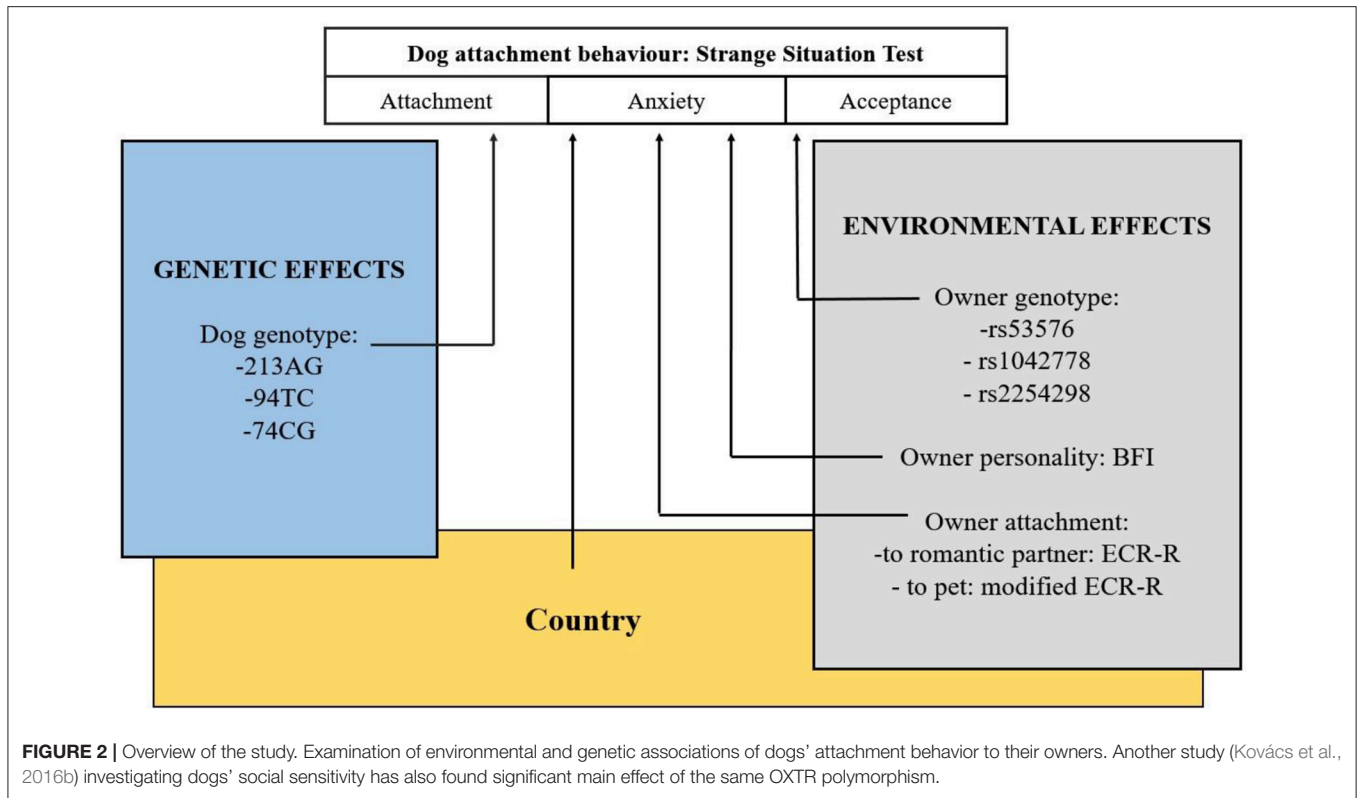 Dog attachment behaviour: Strange Situation Test
Attachment
Anxiety
Acceptance
GENETIC EFFECTS
Dog genotype:
-213AG
-94TC
-74CG
ENVIRONMENTAL EFFECTS
Owner genotype:
-rs53576
- rs1042778
- rs2254298
Owner personality: BFI
Owner attachment:
-to romantic partner: ECR-R
- to pet: modified ECR-R
Country
FIGURE 2 | Overview of the study. Examination of environmental and genetic associations of dogs' attachment behavior to their owners. Another study (Kovács et al.,
2016b) investigating dogs' social sensitivity has also found significant main effect of the same OXTR polymorphism.